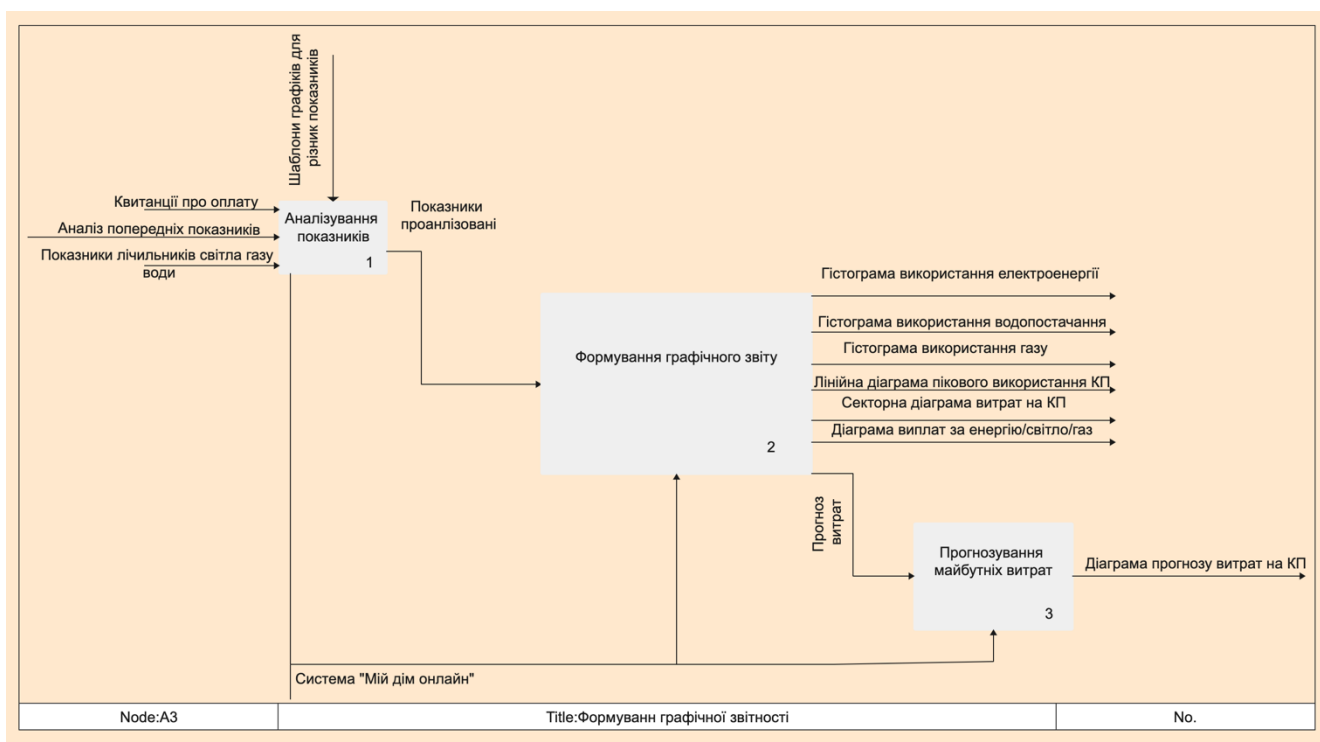 Шаблони графіків для
різник показників
Квитанції про оплату
Аналіз попередніх показників
Показники лічильників світла газу
води
Аналізування
показників
1
Показники
проанлізовані
Формування графічного звіту
2
Гістограма використання електроенергії
Гістограма використання водопостачання
Гістограма використання газу
Лінійна діаграма пікового використання КП
Секторна діаграма витрат на КП
Діаграма виплат за енергію/світло/газ
Прогноз
витрат
Прогнозування
майбутніх витрат
3
Діаграма прогнозу витрат на КП
Система "Мій дім онлайн"
Node:A3
Title:Формуванн графічної звітності
No.